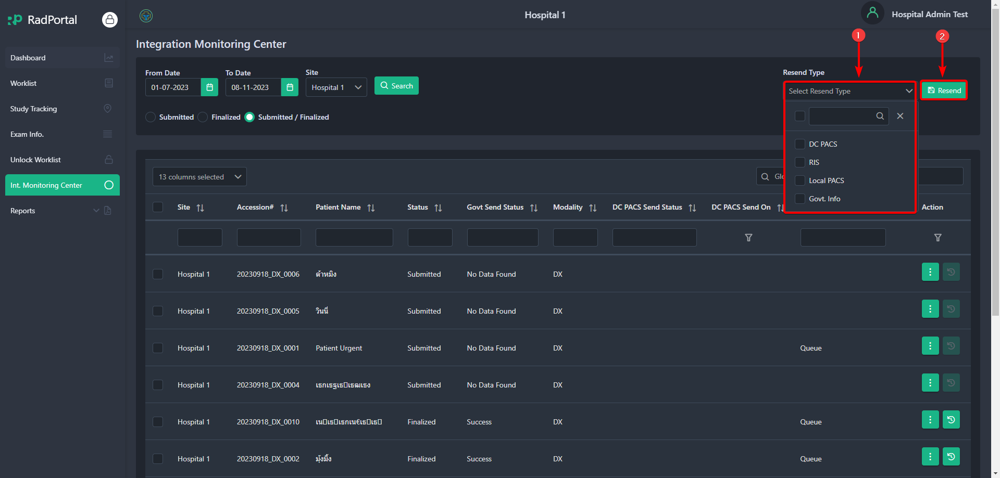 RadPortal
Hospital 1
Hospital Admin Test
1
2
Dashboard
Worklist
Study Tracking
Exam Info.
Unlock Worklist
Int. Monitoring Center
Reports
Integration Monitoring Center
From Date
To Date
Site
Resend Type
01-07-2023
08-11-2023
Hospital 1
Search
Select Resend Type
Resend
Submitted
Finalized
Submitted / Finalized
DC PACS
RIS
Local PACS
Govt. Info
13 columns selected
Site Accession# Patient Name Status Govt Send Status Modality DC PACS Send Status DC PACS Send On Action
Hospital 1 20230918_DX_0006 ต้าหมิง Submitted No Data Found DX
Hospital 1 20230918_DX_0005 วินนี่ Submitted No Data Found DX
Hospital 1 20230918_DX_0001 Patient Urgent Submitted No Data Found DX Queue
Hospital 1 20230918_DX_0004 Submitted No Data Found DX
Hospital 1 20230918_DX_0010 Finalized Success DX Queue
Hospital 1 20230918_DX_0002 มุ้งมิ้ง Finalized Success DX Queue